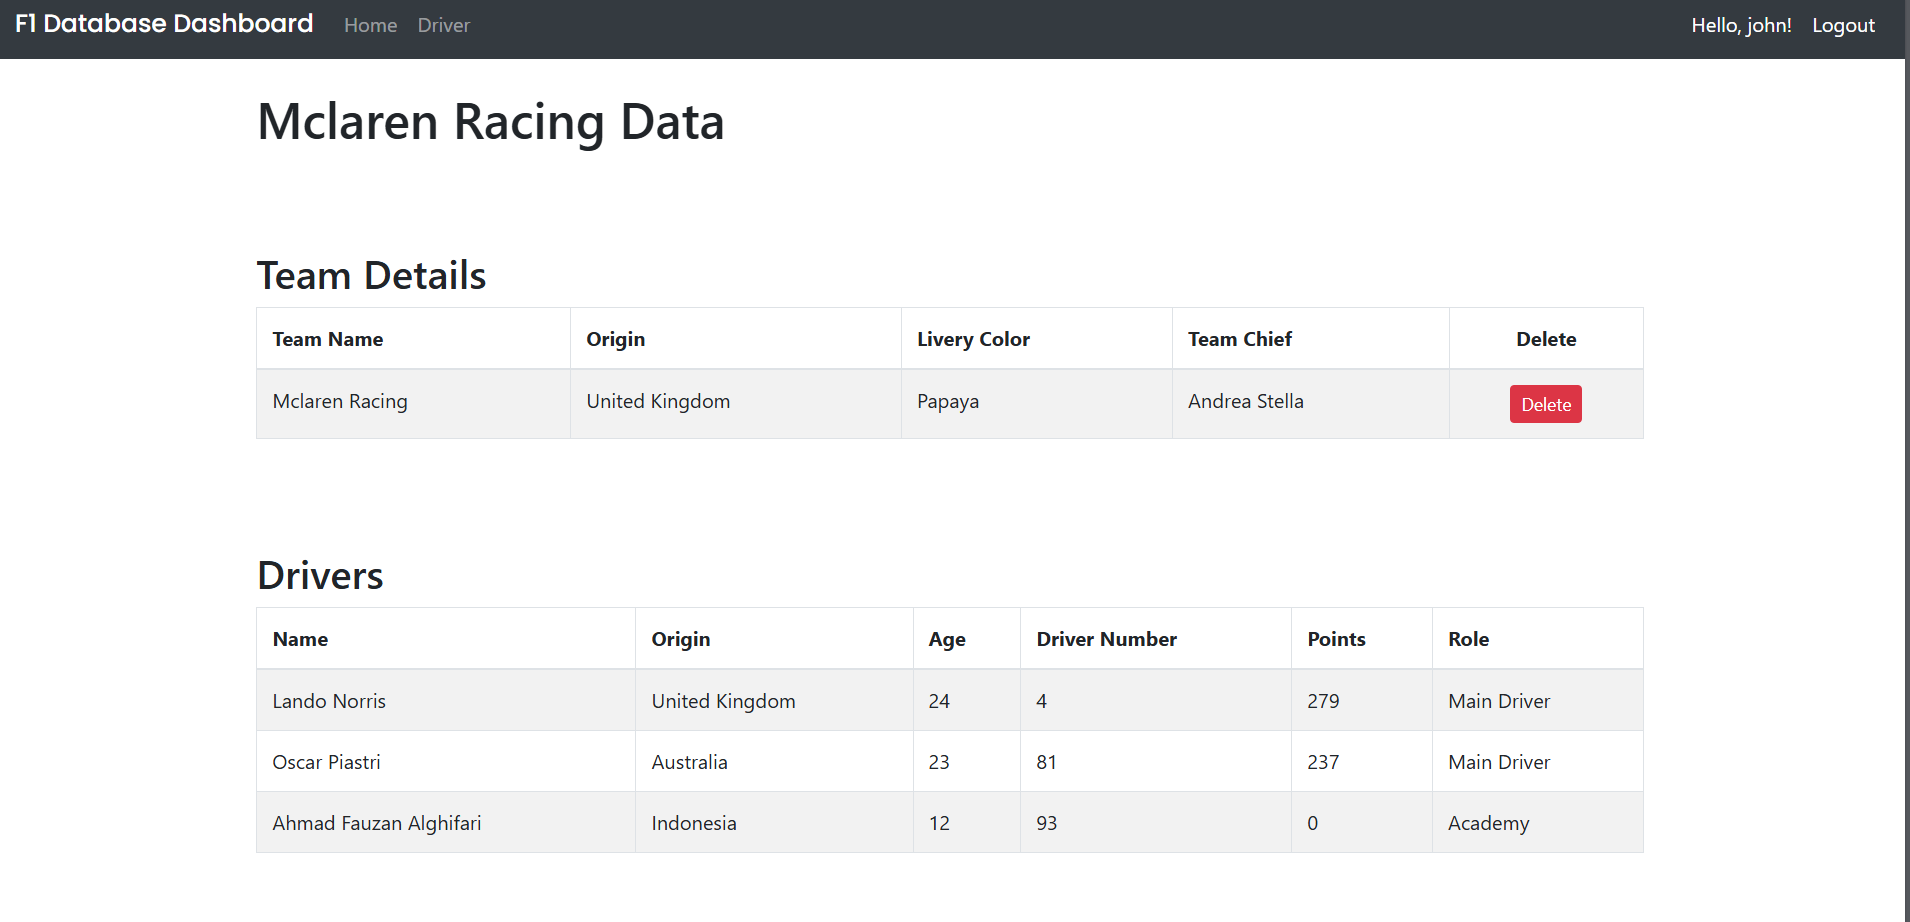 F1 Database Dashboard Home Driver Hello, john! Logout
Mclaren Racing Data
Team Details
Team Name Origin Livery Color Team Chief Delete
Mclaren Racing United Kingdom Papaya Andrea Stella Delete
Drivers
Name Origin Age Driver Number Points Role
Lando Norris United Kingdom 24 4 279 Main Driver
Oscar Piastri Australia 23 81 237 Main Driver
Ahmad Fauzan Alghifari Indonesia 12 93 0 Academy